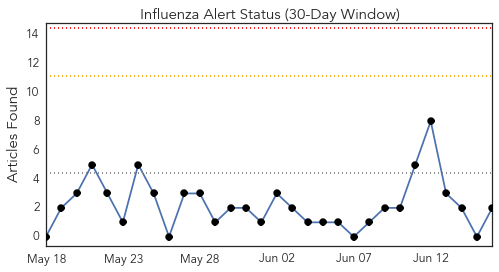 Influenza Alert Status (30-Day Window)
Articles Found
14
12
10
8
6
4
2
0
May 18
May 23
May 28
Jun 02
Jun 07
Jun 12